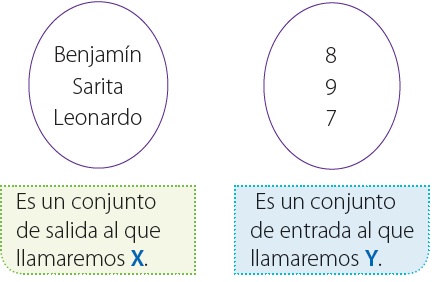 Benjamín
Sarita
Leonardo
8
9
7
Es un conjunto
de salida al que
llamaremos X.
Es un conjunto
de entrada al que
llamaremos Y.